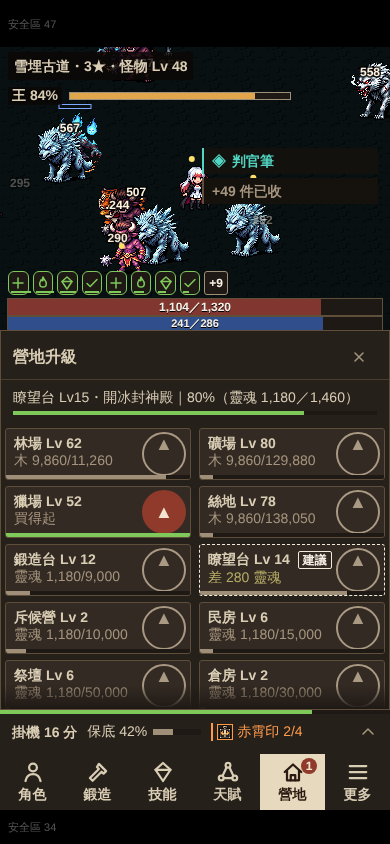 安全區 47
雪埋古道・3★・怪物 Lv 48
王 84%
558
567
◈ 判官筆
+49 件已收
295
507
244
290
+9
1,104／1,320
241／286
營地升級 ×
瞭望台 Lv15・開冰封神殿｜80%（靈魂 1,180／1,460）
林場 Lv 62
木 9,860/11,260
礦場 Lv 80
木 9,860/129,880
獵場 Lv 52
買得起
絲地 Lv 78
木 9,860/138,050
鍛造台 Lv 12
靈魂 1,180/9,000
瞭望台 Lv 14 建議
差 280 靈魂
斥候營 Lv 2
靈魂 1,180/10,000
民房 Lv 6
靈魂 1,180/15,000
祭壇 Lv 6
靈魂 1,180/50,000
倉房 Lv 2
靈魂 1,180/30,000
掛機 16 分 保底 42% 赤霄印 2/4
角色 鍛造 技能 天賦 營地 1 更多
安全區 34